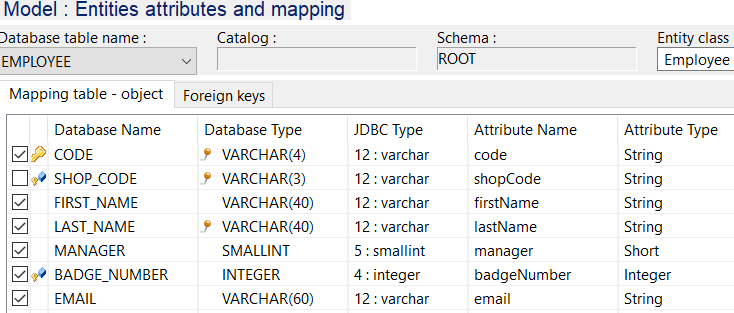 Model : Entities attributes and mapping
Database table name : Catalog : Schema : Entity class
EMPLOYEE ROOT Employee
Mapping table - object Foreign keys
Database Name Database Type JDBC Type Attribute Name Attribute Type
CODE VARCHAR(4) 12 : varchar code String
SHOP_CODE VARCHAR(3) 12 : varchar shopCode String
FIRST_NAME VARCHAR(40) 12 : varchar firstName String
LAST_NAME VARCHAR(40) 12 : varchar lastName String
MANAGER SMALLINT 5 : smallint manager Short
BADGE_NUMBER INTEGER 4 : integer badgeNumber Integer
EMAIL VARCHAR(60) 12 : varchar email String